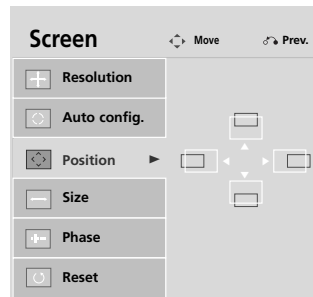 Screen Move Prev.
Resolution
Auto config.
Position
Size
Phase
Reset